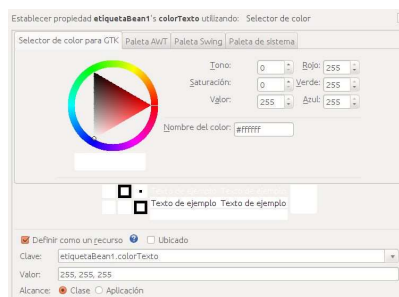 Establecer propiedad etiquetaBean1's colorTexto utilizando: Selector de color
Selector de color para GTK Paleta AWT Paleta Swing Paleta de sistema
Tono: 0 Rojo: 255
Saturación: 0 Verde: 255
Valor: 255 Azul: 255
Nombre del color: #ffffff
Texto de ejemplo Texto de ejemplo
Definir como un recurso Ubicado
Clave: etiquetaBean1.colorTexto
Valor: 255, 255, 255
Alcance: Clase Aplicación